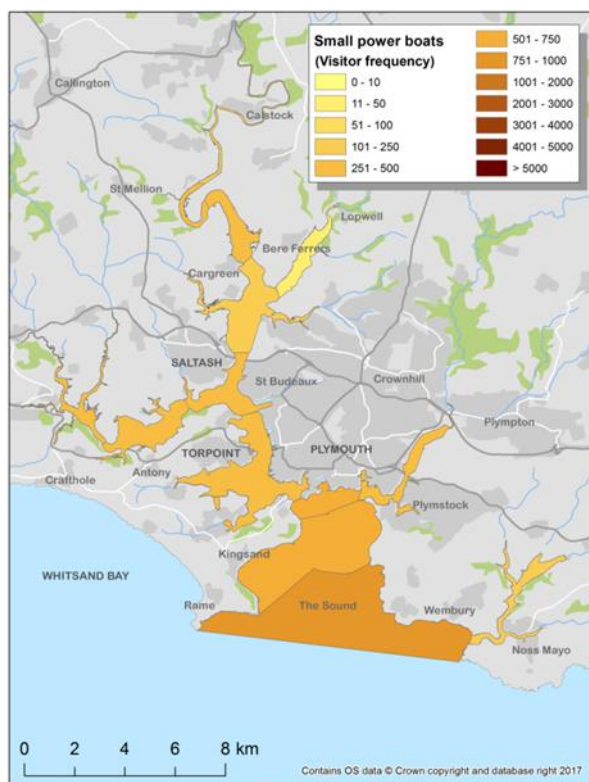 Small power boats
(Visitor frequency)
0 - 10
11 - 50
51 - 100
101 - 250
251 - 500
501 - 750
751 - 1000
1001 - 2000
2001 - 3000
3001 - 4000
4001 - 5000
> 5000
Callington
Calstock
St Mellion
Lopwell
Bere Ferrers
Cargreen
SALTASH
St Budeaux
Crownhill
Plympton
TORPOINT
PLYMOUTH
Antony
Crafthole
Plymstock
Kingsand
WHITSAND BAY
Rame
The Sound
Wembury
Noss Mayo
0 2 4 6 8 km
Contains OS data © Crown copyright and database right 2017